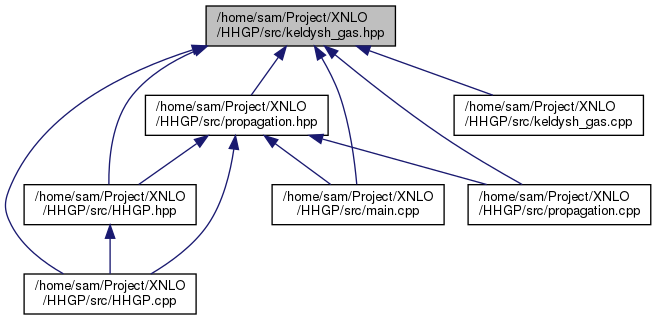 /home/sam/Project/XNLO
/HHGP/src/keldysh_gas.hpp
/home/sam/Project/XNLO
/HHGP/src/propagation.hpp
/home/sam/Project/XNLO
/HHGP/src/keldysh_gas.cpp
/home/sam/Project/XNLO
/HHGP/src/HHGP.hpp
/home/sam/Project/XNLO
/HHGP/src/main.cpp
/home/sam/Project/XNLO
/HHGP/src/propagation.cpp
/home/sam/Project/XNLO
/HHGP/src/HHGP.cpp